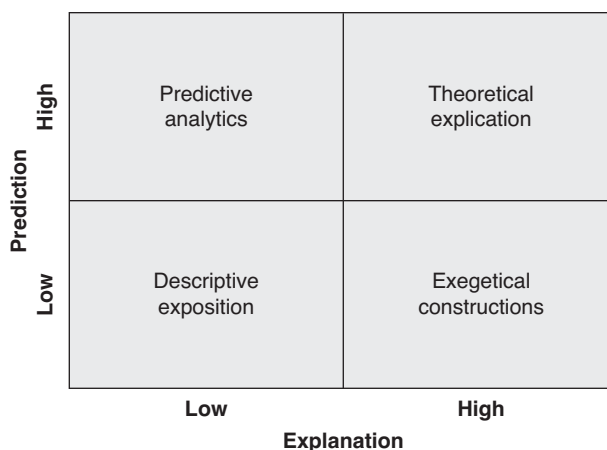 High
Predictive
analytics
Theoretical
explication
Prediction
Low
Descriptive
exposition
Exegetical
constructions
Low
High
Explanation